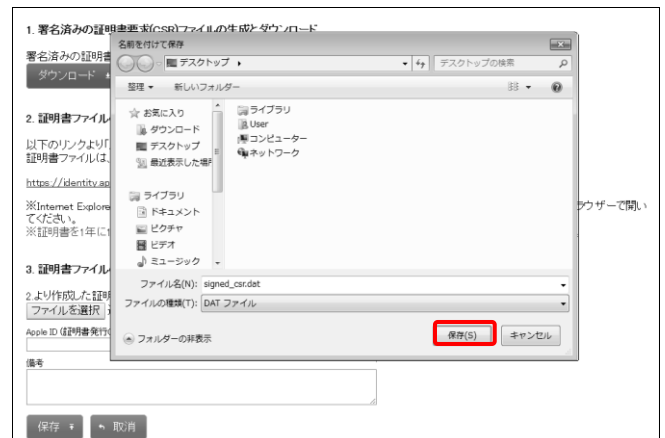 1. 署名済みの証明書要求(CSR)ファイルの生成とダウンロード
署名済みの証明書
ダウンロード
名前を付けて保存
デスクトップ
デスクトップの検索
整理
新しいフォルダー
お気に入り
ダウンロード
デスクトップ
最近表示した場所
ライブラリ
ドキュメント
ピクチャ
ビデオ
ミュージック
ライブラリ
User
コンピューター
ネットワーク
ファイル名(N): signed_csr.dat
ファイルの種類(T): DAT ファイル
フォルダーの非表示
保存(S)
キャンセル
2. 証明書ファイル
以下のリンクより「
証明書ファイルは、
https://identity.ap
※Internet Explore
ラウザーで開い
てください。
※証明書を1年に1
3. 証明書ファイル
2.より作成した証明
ファイルを選択
Apple ID (証明書発行
備考
保存
取消